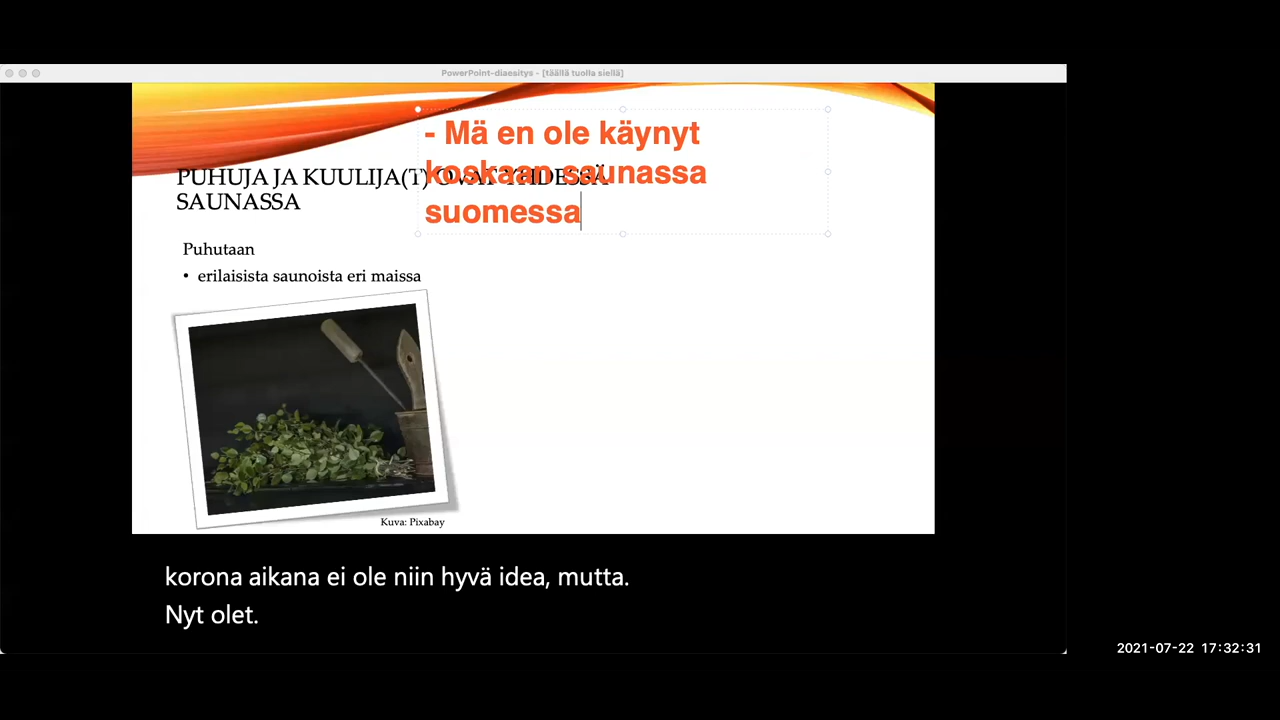 PowerPoint-diaesitys - [täällä tuolla siellä]
- Mä en ole käynyt
koskaan saunassa
suomessa
PUHUJA JA KUULIJA(T) OVAT YHDESSÄ
SAUNASSA
Puhutaan
• erilaisista saunoista eri maissa
Kuva: Pixabay
korona aikana ei ole niin hyvä idea, mutta.
Nyt olet.
2021-07-22 17:32:31